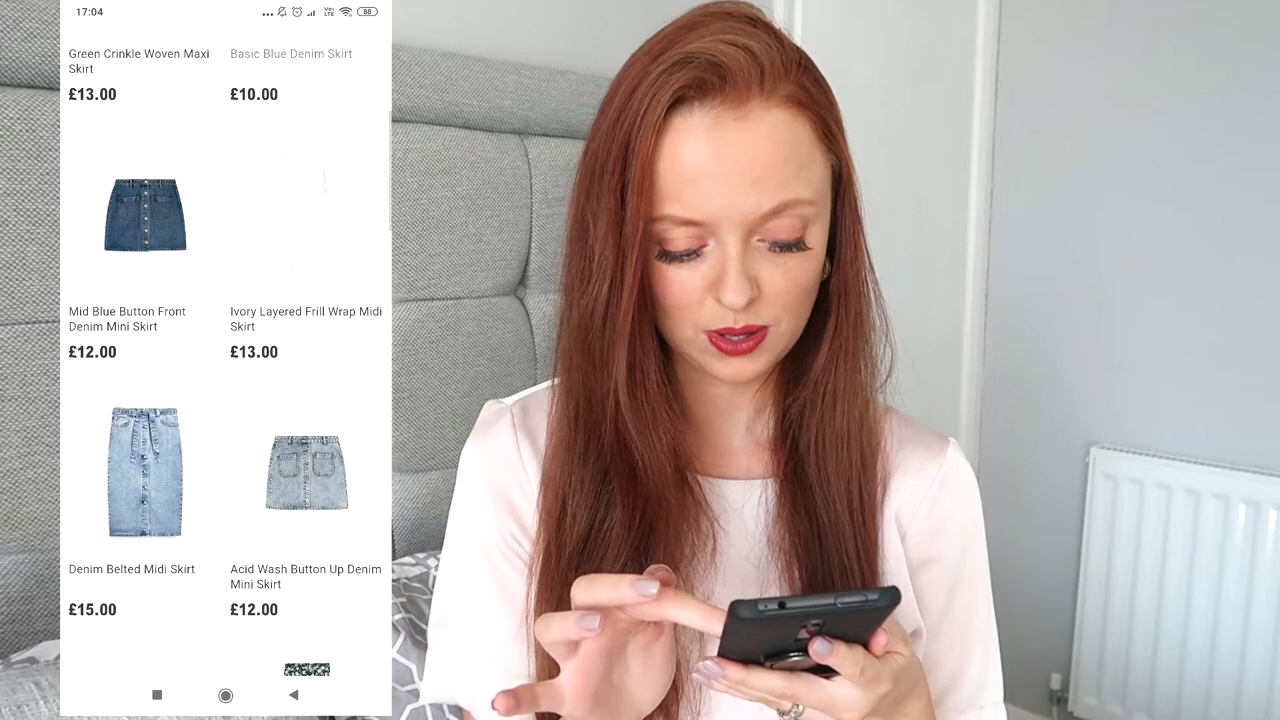 17:04
Vo)
LTE
88
Green Crinkle Woven Maxi
Skirt
£13.00
Basic Blue Denim Skirt
£10.00
Mid Blue Button Front
Denim Mini Skirt
£12.00
Ivory Layered Frill Wrap Midi
Skirt
£13.00
Denim Belted Midi Skirt
£15.00
Acid Wash Button Up Denim
Mini Skirt
£12.00